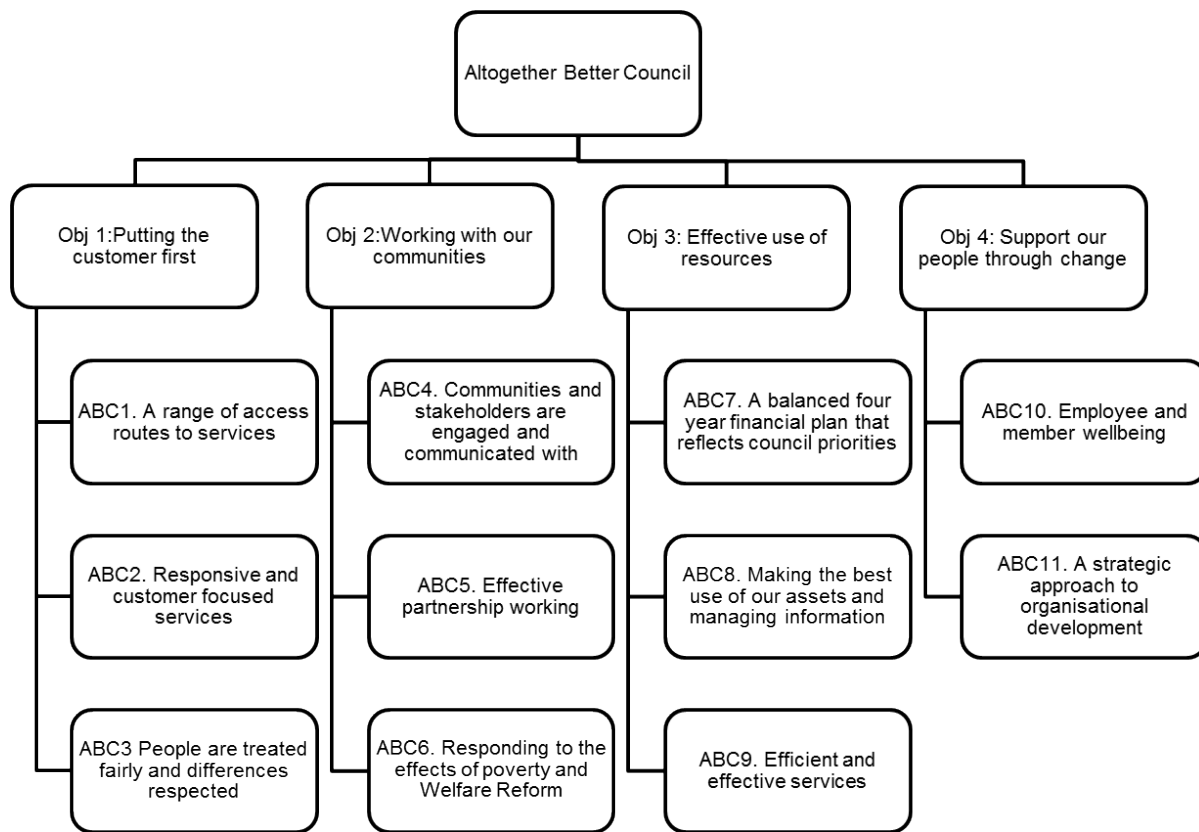 Altogether Better Council
Obj 1:Putting the
customer first
Obj 2:Working with our
communities
Obj 3: Effective use of
resources
Obj 4: Support our
people through change
ABC1. A range of access
routes to services
ABC4. Communities and
stakeholders are
engaged and
communicated with
ABC7. A balanced four
year financial plan that
reflects council priorities
ABC10. Employee and
member wellbeing
ABC2. Responsive and
customer focused
services
ABC5. Effective
partnership working
ABC8. Making the best
use of our assets and
managing information
ABC11. A strategic
approach to
organisational
development
ABC3 People are treated
fairly and differences
respected
ABC6. Responding to the
effects of poverty and
Welfare Reform
ABC9. Efficient and
effective services